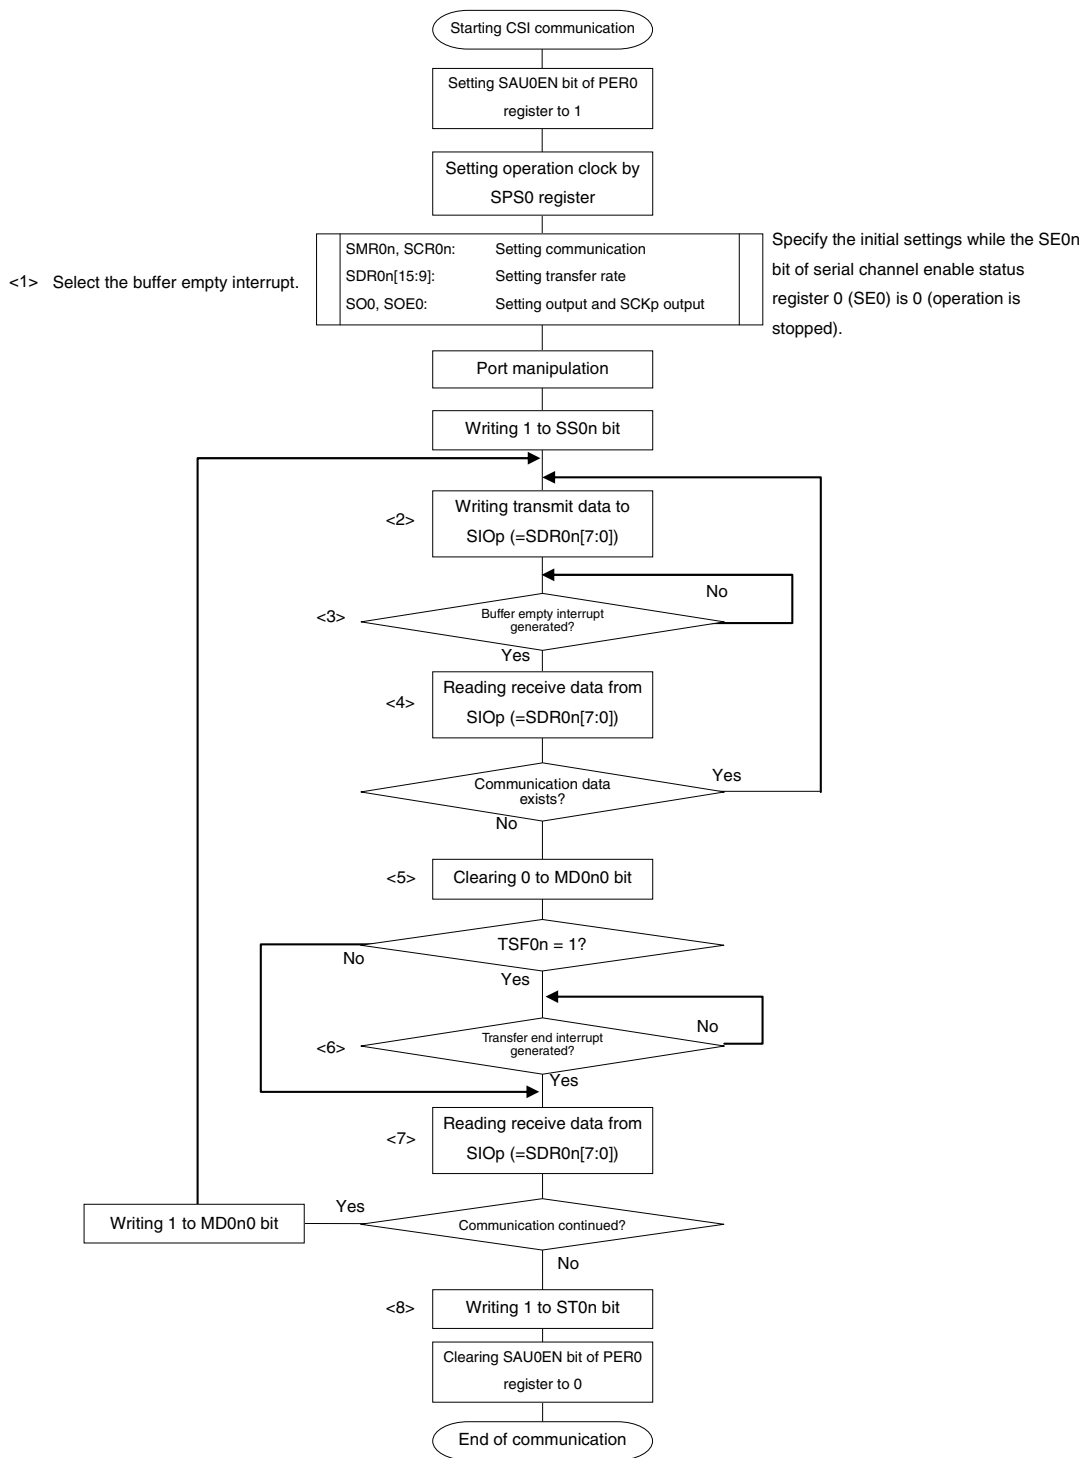 Starting CSI communication
Setting SAU0EN bit of PER0
register to 1
Setting operation clock by
SPS0 register
<1> Select the buffer empty interrupt.
SMR0n, SCR0n: Setting communication
SDR0n[15:9]: Setting transfer rate
SO0, SOE0: Setting output and SCKp output
Specify the initial settings while the SE0n
bit of serial channel enable status
register 0 (SE0) is 0 (operation is
stopped).
Port manipulation
Writing 1 to SS0n bit
<2>
Writing transmit data to
SIOp (=SDR0n[7:0])
No
<3>
Buffer empty interrupt
generated?
Yes
<4>
Reading receive data from
SIOp (=SDR0n[7:0])
Yes
Communication data
exists?
No
<5>
Clearing 0 to MD0n0 bit
TSF0n = 1?
No
Yes
No
<6>
Transfer end interrupt
generated?
Yes
<7>
Reading receive data from
SIOp (=SDR0n[7:0])
Writing 1 to MD0n0 bit
Yes
Communication continued?
No
<8>
Writing 1 to ST0n bit
Clearing SAU0EN bit of PER0
register to 0
End of communication